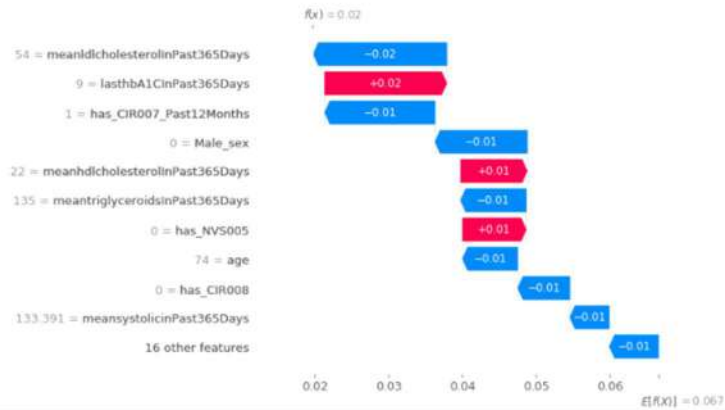 f(x) = 0.02
54 = meanldlcholesterolInPast365Days
−0.02
9 = lasthbA1CInPast365Days
+0.02
1 = has_CIR007_Past12Months
−0.01
0 = Male_sex
−0.01
22 = meanhdlcholesterolInPast365Days
+0.01
135 = meantriglyceroidsInPast365Days
−0.01
0 = has_NVS005
+0.01
74 = age
−0.01
0 = has_CIR008
−0.01
133.391 = meansystolicinPast365Days
−0.01
16 other features
−0.01
0.02 0.03 0.04 0.05 0.06
E[f(X)] = 0.067